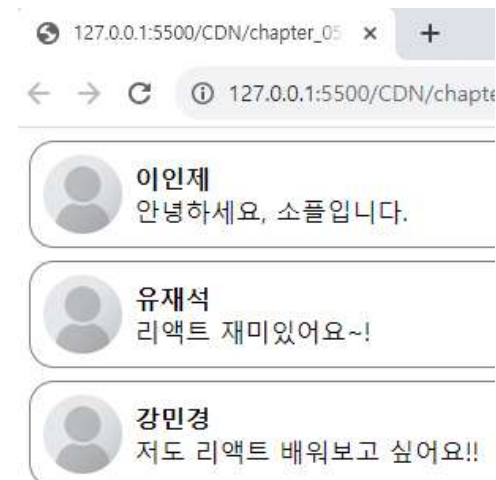 127.0.0.1:5500/CDN/chapter_05
127.0.0.1:5500/CDN/chapte
이인제
안녕하세요, 소플입니다.
유재석
리액트 재미있어요~!
강민경
저도 리액트 배워보고 싶어요!!